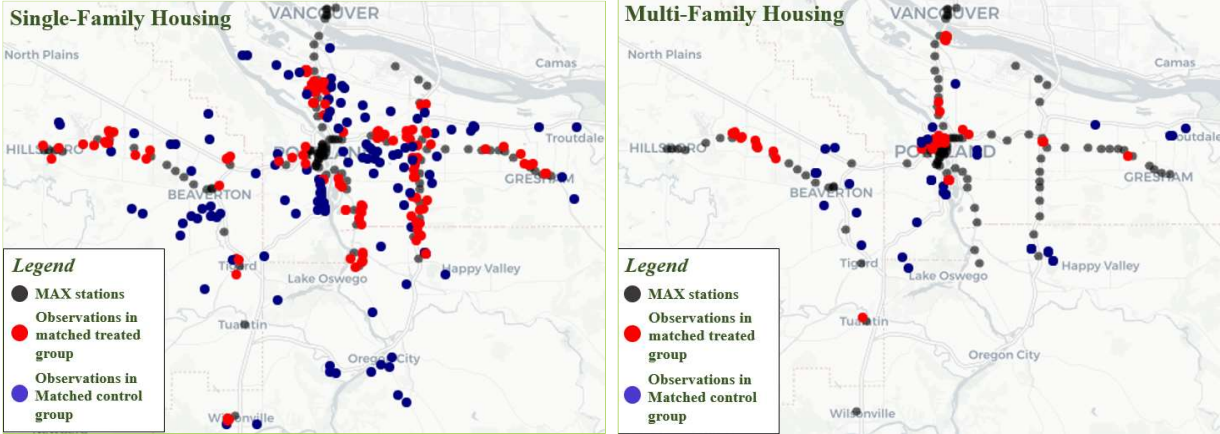 Single-Family Housing
VANCOUVER
North Plains
Camas
Troutdale
HILLSBORO
PORTLAND
GRESHAM
BEAVERTON
Tigard
Lake Oswego
Happy Valley
Tualatin
Oregon City
Wilsonville
Legend
MAX stations
Observations in
matched treated
group
Observations in
Matched control
group
Multi-Family Housing
VANCOUVER
North Plains
Camas
Troutdale
HILLSBORO
PORTLAND
GRESHAM
BEAVERTON
Tigard
Lake Oswego
Happy Valley
Tualatin
Oregon City
Wilsonville
Legend
MAX stations
Observations in
matched treated
group
Observations in
Matched control
group